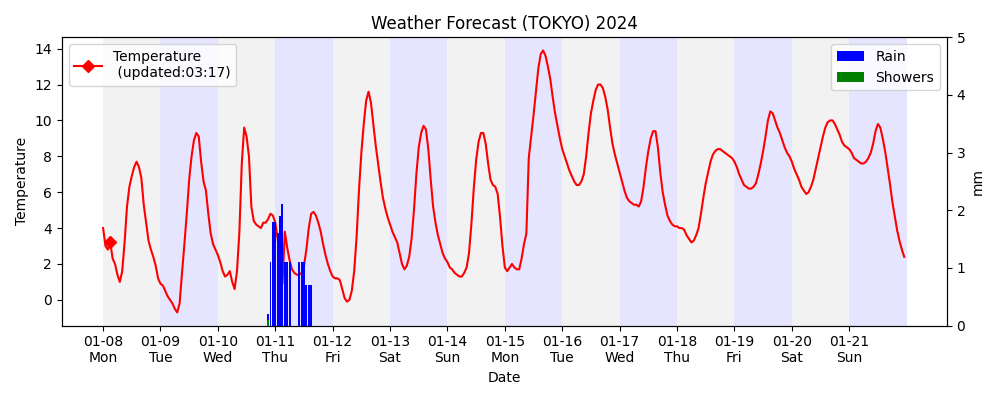 Weather Forecast (TOKYO) 2024
Temperature
(updated:03:17)
Rain
Showers
Temperature
14
12
10
8
6
4
2
0
5
4
3
2
1
0
mm
01-08 01-09 01-10 01-11 01-12 01-13 01-14 01-15 01-16 01-17 01-18 01-19 01-20 01-21
Mon Tue Wed Thu Fri Sat Sun Mon Tue Wed Thu Fri Sat Sun
Date